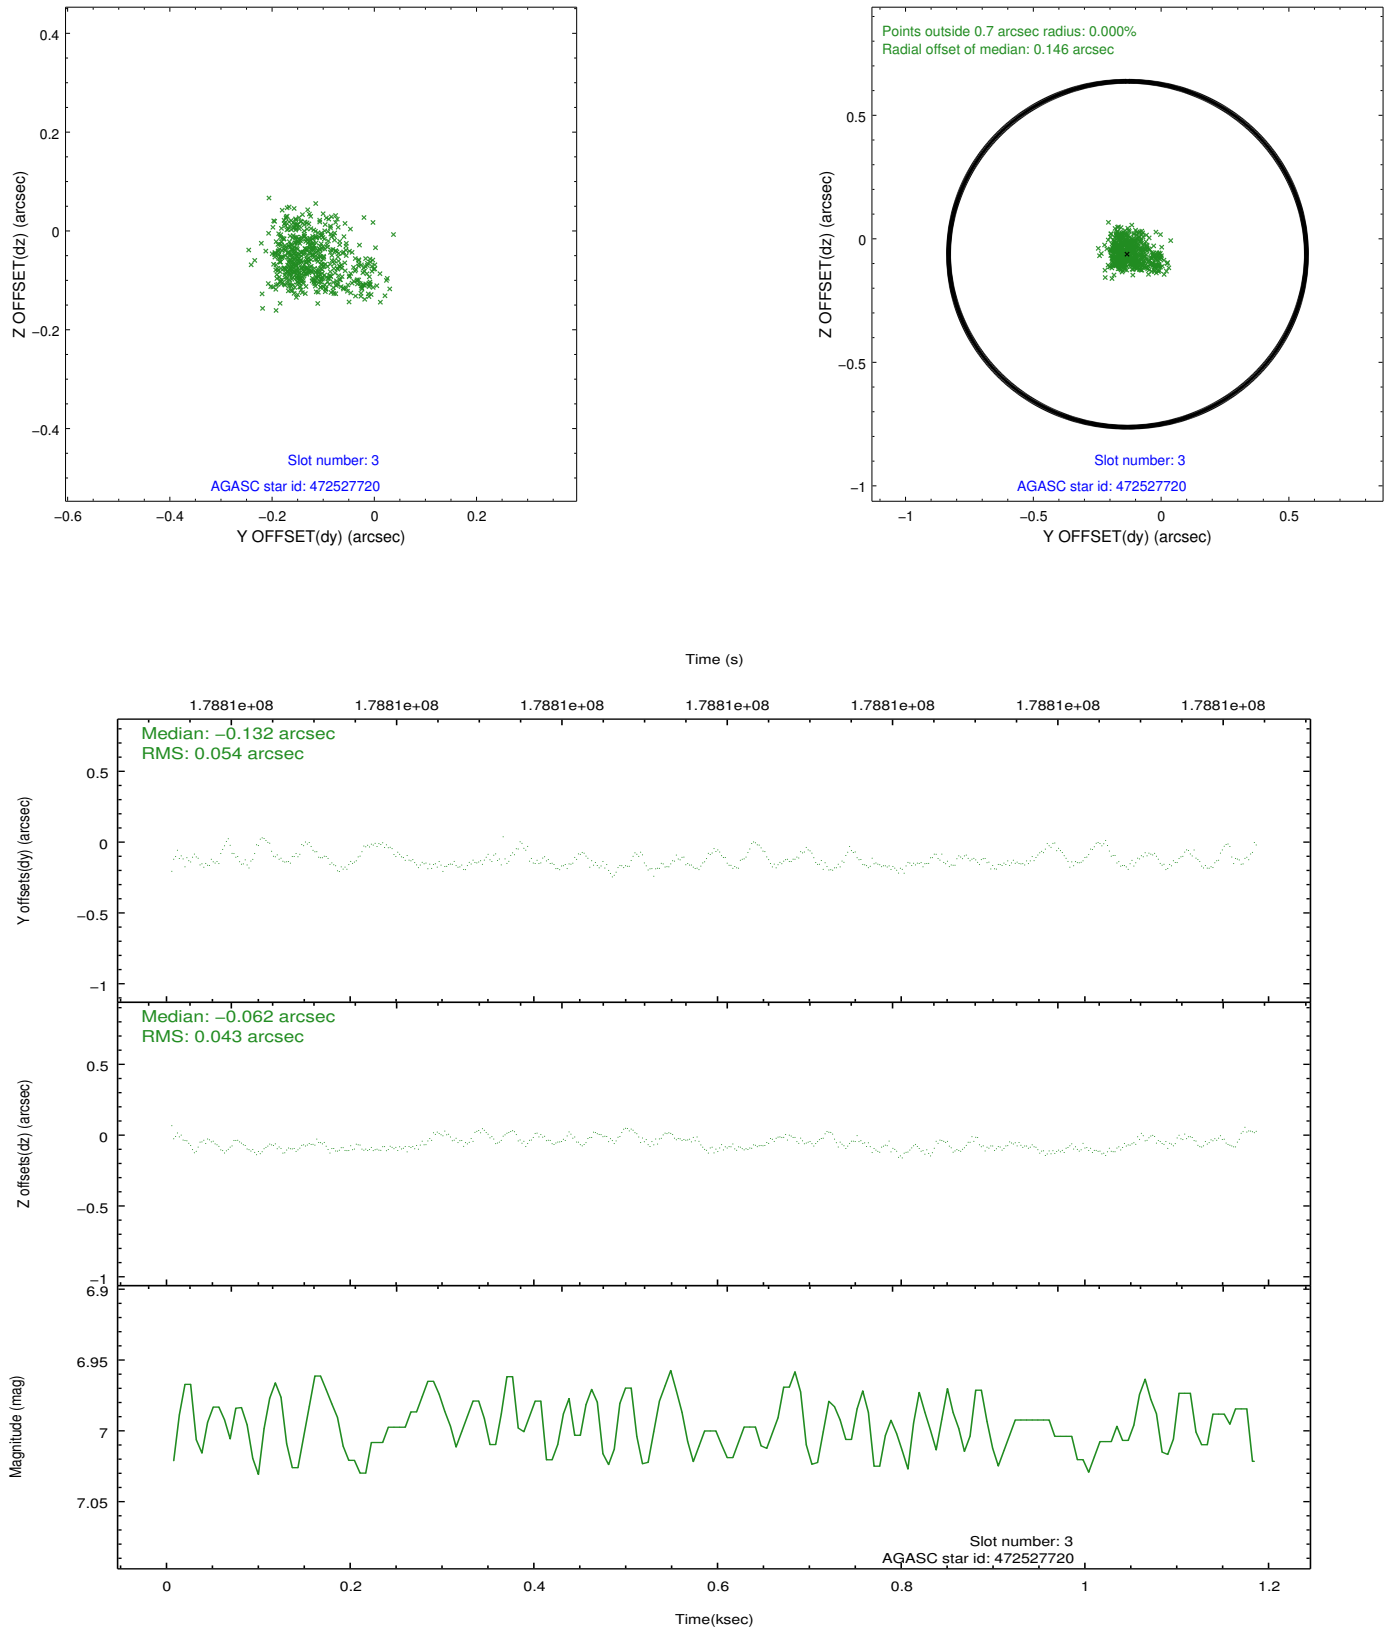 0.4
0.2
0
−0.2
−0.4
Z OFFSET(dz) (arcsec)
Slot number: 3
AGASC star id: 472527720
−0.6 −0.4 −0.2 0 0.2
Y OFFSET(dy) (arcsec)
Points outside 0.7 arcsec radius: 0.000%
Radial offset of median: 0.146 arcsec
0.5
0
−0.5
−1
Z OFFSET(dz) (arcsec)
Slot number: 3
AGASC star id: 472527720
−1 −0.5 0 0.5
Y OFFSET(dy) (arcsec)
Time (s)
1.7881e+08 1.7881e+08 1.7881e+08 1.7881e+08 1.7881e+08 1.7881e+08 1.7881e+08
Median: −0.132 arcsec
RMS: 0.054 arcsec
0.5
0
−0.5
−1
Y offsets(dy) (arcsec)
Median: −0.062 arcsec
RMS: 0.043 arcsec
0.5
0
−0.5
−1
Z offsets(dz) (arcsec)
6.9
6.95
7
7.05
Magnitude (mag)
Slot number: 3
AGASC star id: 472527720
0 0.2 0.4 0.6 0.8 1 1.2
Time(ksec)